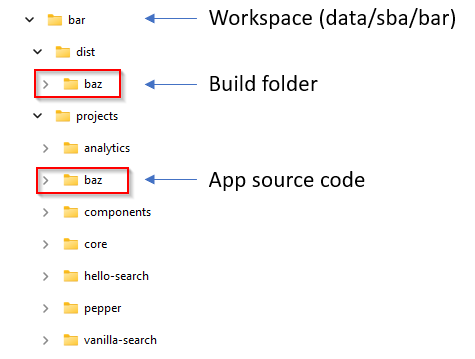 bar
Workspace (data/sba/bar)
dist
baz
Build folder
projects
analytics
baz
App source code
components
core
hello-search
pepper
vanilla-search